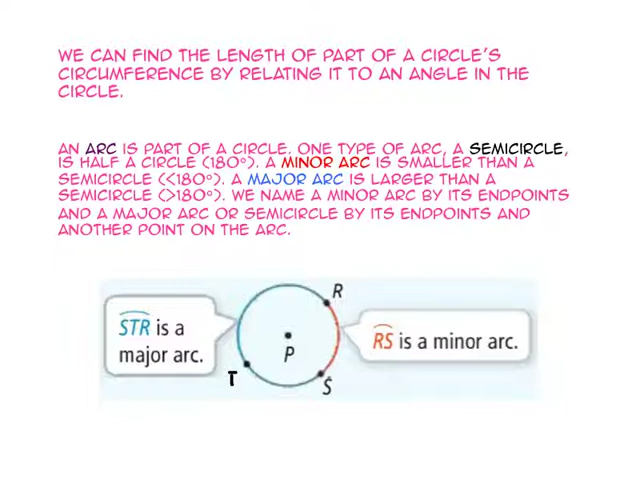 WE CAN FIND THE LENGTH OF PART OF A CIRCLE'S
CIRCUMFERENCE BY RELATING IT TO AN ANGLE IN THE
CIRCLE.
AN ARC IS PART OF A CIRCLE. ONE TYPE OF ARC, A SEMICIRCLE,
IS HALF A CIRCLE (180°). A MINOR ARC IS SMALLER THAN A
SEMICIRCLE (<180°). A MAJOR ARC IS LARGER THAN A
SEMICIRCLE (>180°). WE NAME A MINOR ARC BY ITS ENDPOINTS
AND A MAJOR ARC OR SEMICIRCLE BY ITS ENDPOINTS AND
ANOTHER POINT ON THE ARC.
R
STR is a
major arc.
RS is a minor arc.
P
T
S